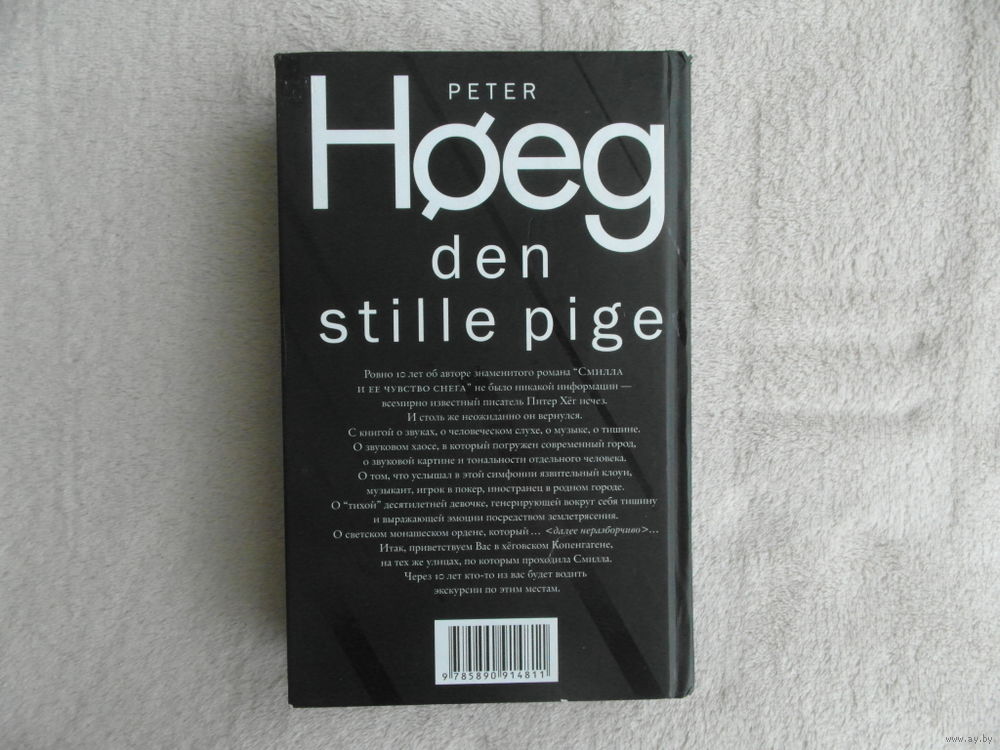 PETER
Høeg
den
stille pige
Ровно 10 лет об авторе знаменитого романа “Смилла
и ее чувство снега” не было никакой информации —
всемирно известный писатель Питер Хёг исчез.
И столь же неожиданно он вернулся.
С книгой о звуках, о человеческом слухе, о музыке, о тишине.
О звуковом хаосе, в который погружен современный город,
о звуковой картине и тональности отдельного человека.
О том, что услышал в этой симфонии язвительный клоун,
музыкант, игрок в покер, иностранец в родном городе.
О “тихой” десятилетней девочке, генерирующей вокруг себя тишину
и выражающей эмоции посредством землетрясения.
О светском монашеском ордене, который ... <далее неразборчиво>...
Итак, приветствуем Вас в хёговском Копенгагене,
на тех же улицах, по которым проходила Смилла.
Через 10 лет кто-то из вас будет водить
экскурсии по этим местам.
9 785890 914811
www.ay.by